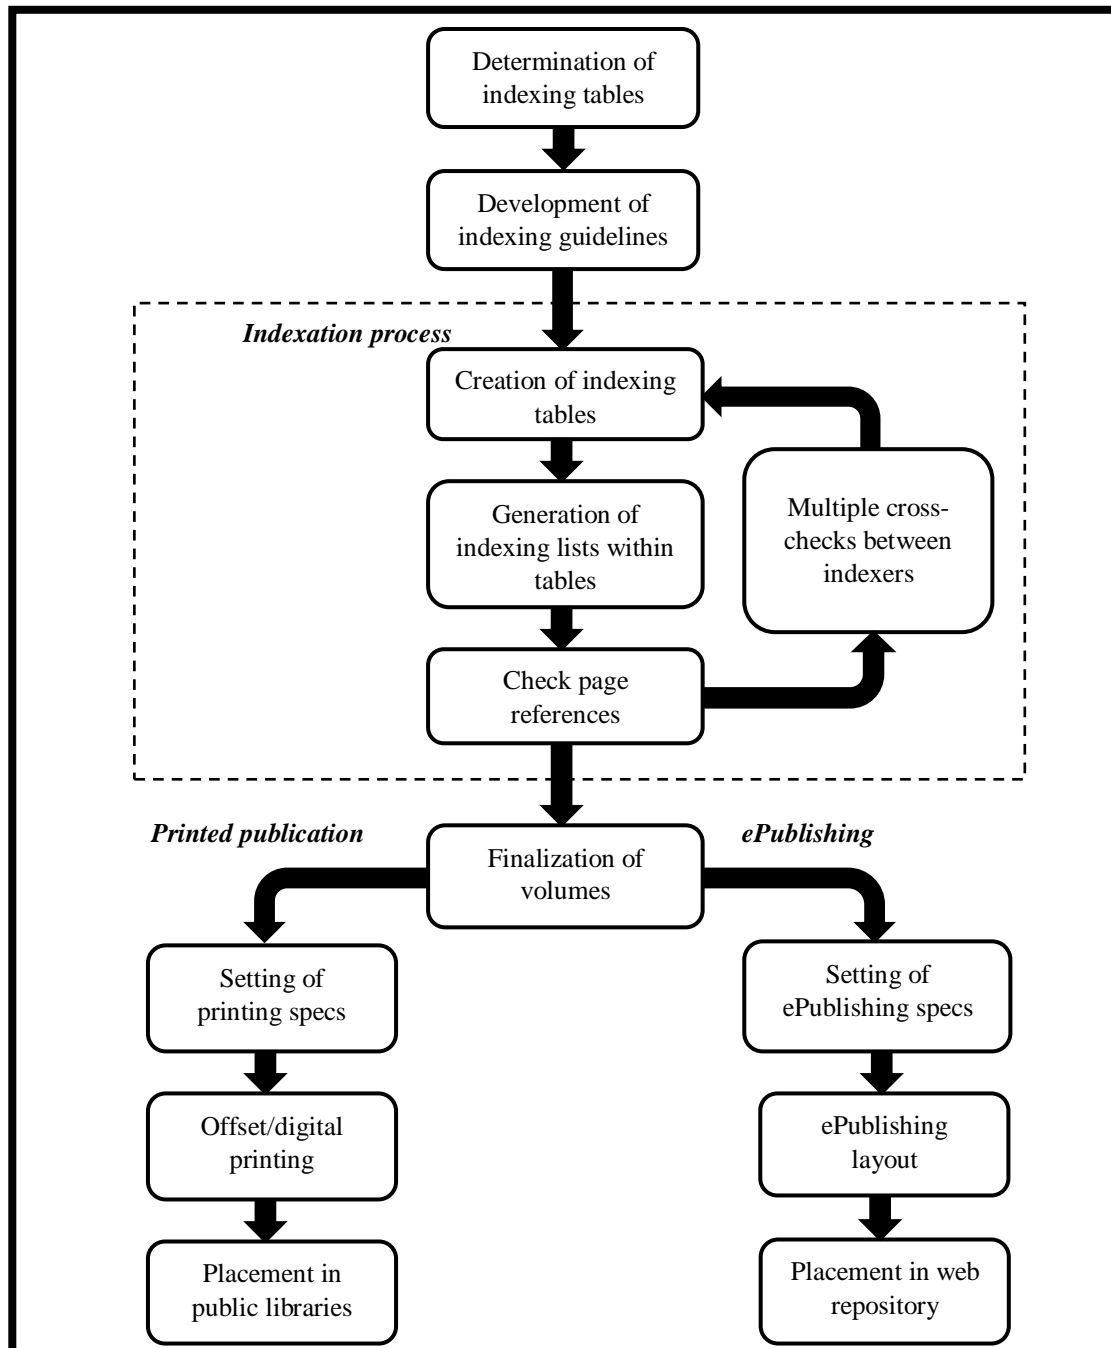 Determination of
indexing tables
Development of
indexing guidelines
Indexation process
Creation of indexing
tables
Generation of
indexing lists within
tables
Multiple cross-
checks between
indexers
Check page
references
Printed publication
ePublishing
Finalization of
volumes
Setting of
printing specs
Setting of
ePublishing specs
Offset/digital
printing
ePublishing
layout
Placement in
public libraries
Placement in web
repository